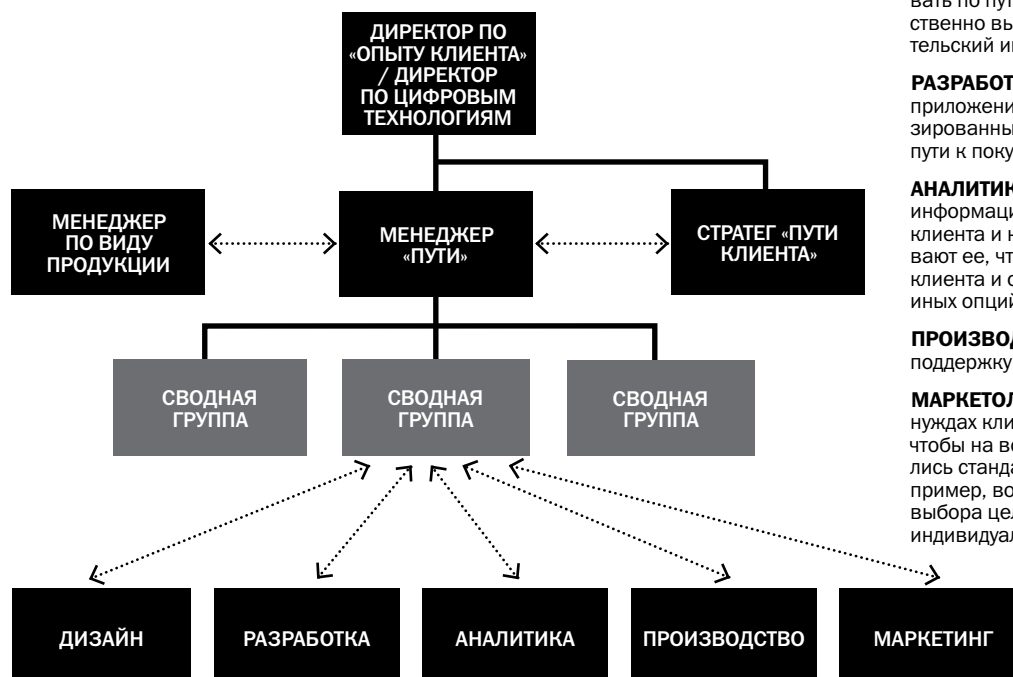 ДИРЕКТОР ПО
«ОПЫТУ КЛИЕНТА»
/ ДИРЕКТОР
ПО ЦИФРОВЫМ
ТЕХНОЛОГИЯМ
МЕНЕДЖЕР
ПО ВИДУ
ПРОДУКЦИИ
МЕНЕДЖЕР
«ПУТИ»
СТРАТЕГ «ПУТИ
КЛИЕНТА»
СВОДНАЯ
ГРУППА
СВОДНАЯ
ГРУППА
СВОДНАЯ
ГРУППА
ДИЗАЙН
РАЗРАБОТКА
АНАЛИТИКА
ПРОИЗВОДСТВО
МАРКЕТИНГ
вать по пут
ственно вы
тельский и
РАЗРАБОТ
приложени
зированны
пути к поку
АНАЛИТИК
информаци
клиента и н
вают ее, чт
клиента и с
иных опций
ПРОИЗВОД
поддержку
МАРКЕТОЛ
нуждах кли
чтобы на в
лись станда
пример, во
выбора цел
индивидуал